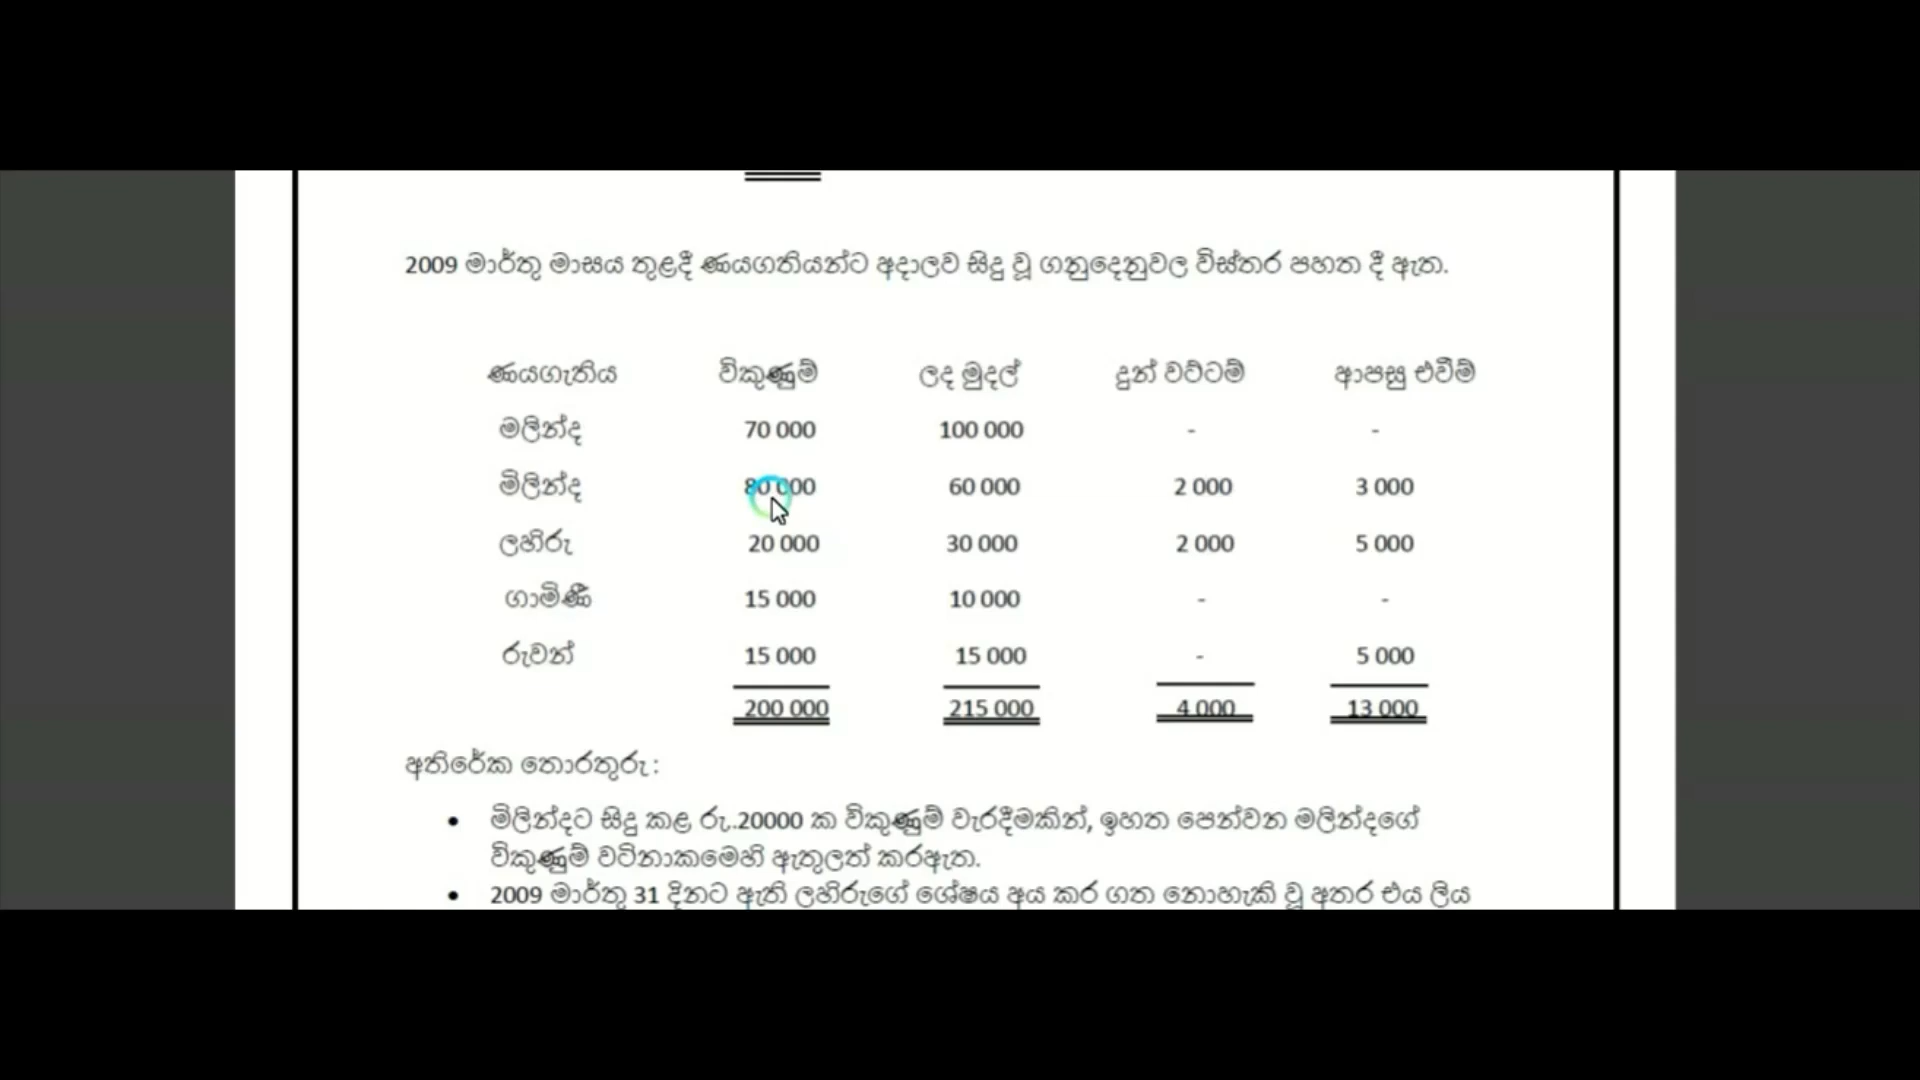 2009 මාර්තු මාසය තුළදී ණයගතියන්ට අදාලව සිදු වූ ගනුදෙනුවල විස්තර පහත දී ඇත.
ණයගැතිය විකුණුම් ලද මුදල් දුන් වට්ටම් ආපසු එවීම්
මලින්ද 70 000 100 000 - -
මිලින්ද 80 000 60 000 2 000 3 000
ලහිරු 20 000 30 000 2 000 5 000
ගාමිණී 15 000 10 000 - -
රුවන් 15 000 15 000 - 5 000
200 000 215 000 4 000 13 000
අතිරේක තොරතුරු :
• මිලින්දට සිදු කළ රු..20000 ක විකුණුම් වැරදීමකින්, ඉහත පෙන්වන මලින්දගේ
විකුණුම් වටිනාකමෙහි ඇතුලත් කරඇත.
• 2009 මාර්තු 31 දිනට ඇති ලහිරුගේ ශේෂය අය කර ගත නොහැකි වූ අතර එය ලිය